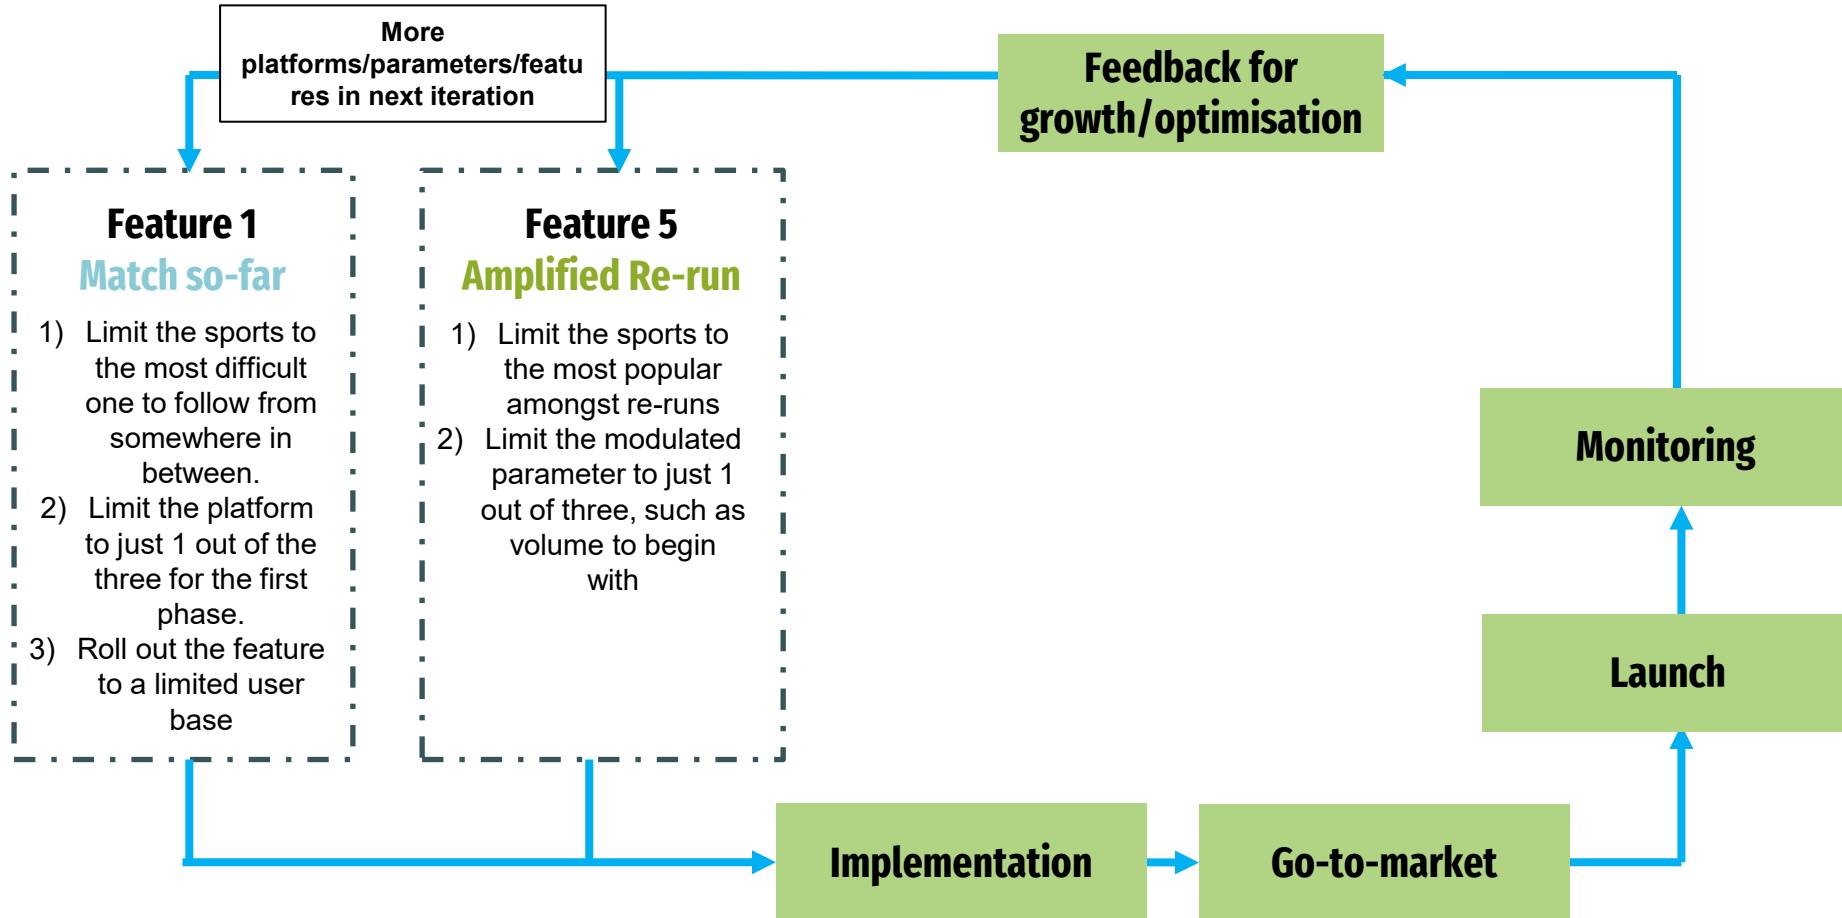 More
platforms/parameters/featu
res in next iteration
Feedback for
growth/optimisation
Feature 1
Match so-far
1) Limit the sports to
the most difficult
one to follow from
somewhere in
between.
2) Limit the platform
to just 1 out of the
three for the first
phase.
3) Roll out the feature
to a limited user
base
Feature 5
Amplified Re-run
1) Limit the sports to
the most popular
amongst re-runs
2) Limit the modulated
parameter to just 1
out of three, such as
volume to begin
with
Monitoring
Launch
Implementation
Go-to-market